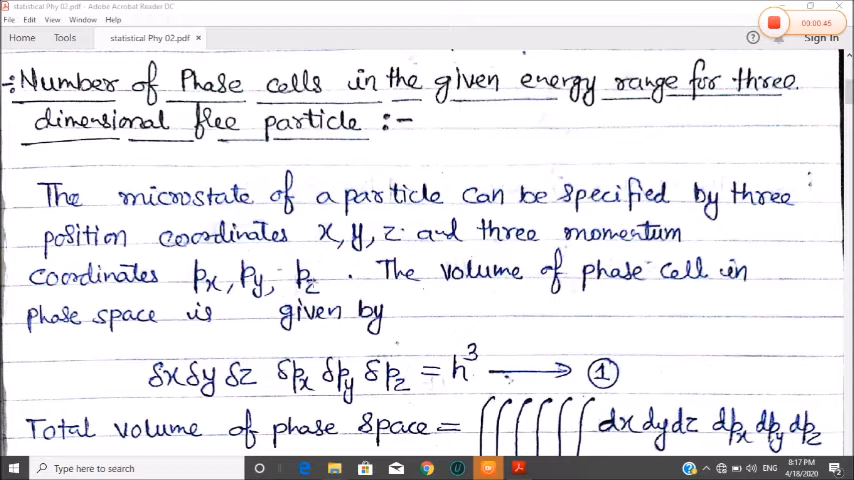 statistical Phy 02.pdf - Adobe Acrobat Reader DC
0:00:45
File Edit View Window Help
Home Tools statistical Phy 02.pdf × Sign In
-: Number of Phase cells in the given energy range for three
dimensional free particle :-
The microstate of a particle can be specified by three
position coordinates x, y, z and three momentum
coordinates px, py, pz. The volume of phase cell in
phase space is given by
δx δy δz δpx δpy δpz = h³ → ①
Total volume of phase space = ∫∫∫∫∫∫ dx dy dz dpx dpy dpz
Type here to search
ENG
8:17 PM
4/18/2020